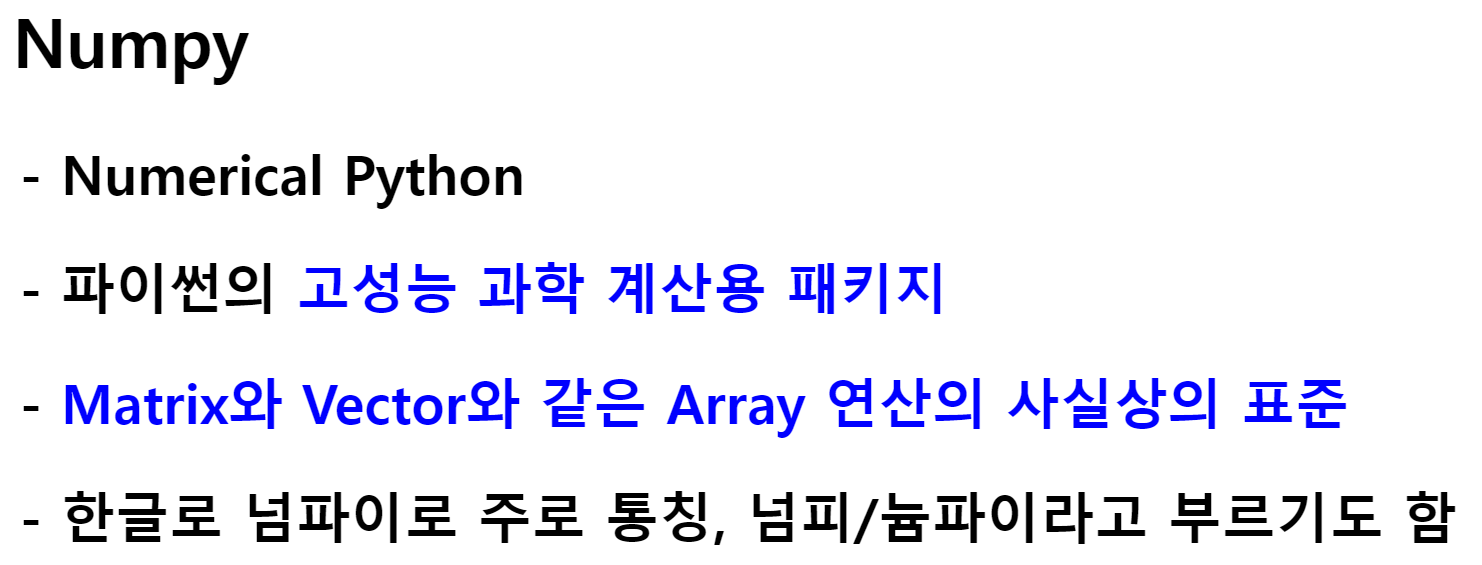 Numpy
- Numerical Python
- 파이썬의 고성능 과학 계산용 패키지
- Matrix와 Vector와 같은 Array 연산의 사실상의 표준
- 한글로 넘파이로 주로 통칭, 넘피/늄파이라고 부르기도 함